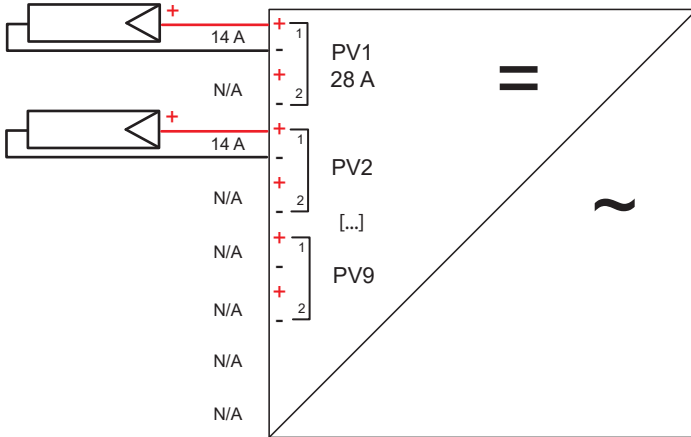 +
14 A
+
1
-
PV1
28 A
=
N/A
+
2
-
+
14 A
+
1
-
PV2
~
N/A
+
2
-
[...]
N/A
+
1
-
PV9
N/A
+
2
-
N/A
N/A